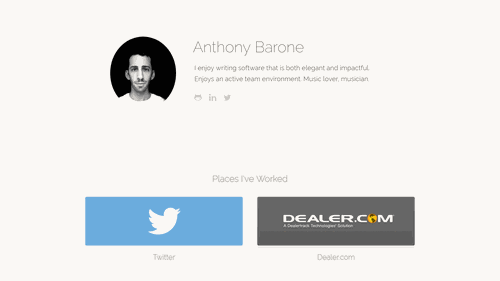 Anthony Barone
I enjoy writing software that is both elegant and impactful.
Enjoys an active team environment. Music lover, musician.
Places I've Worked
DEALER.COM
A Dealertrack Technologies Solution
Twitter
Dealer.com